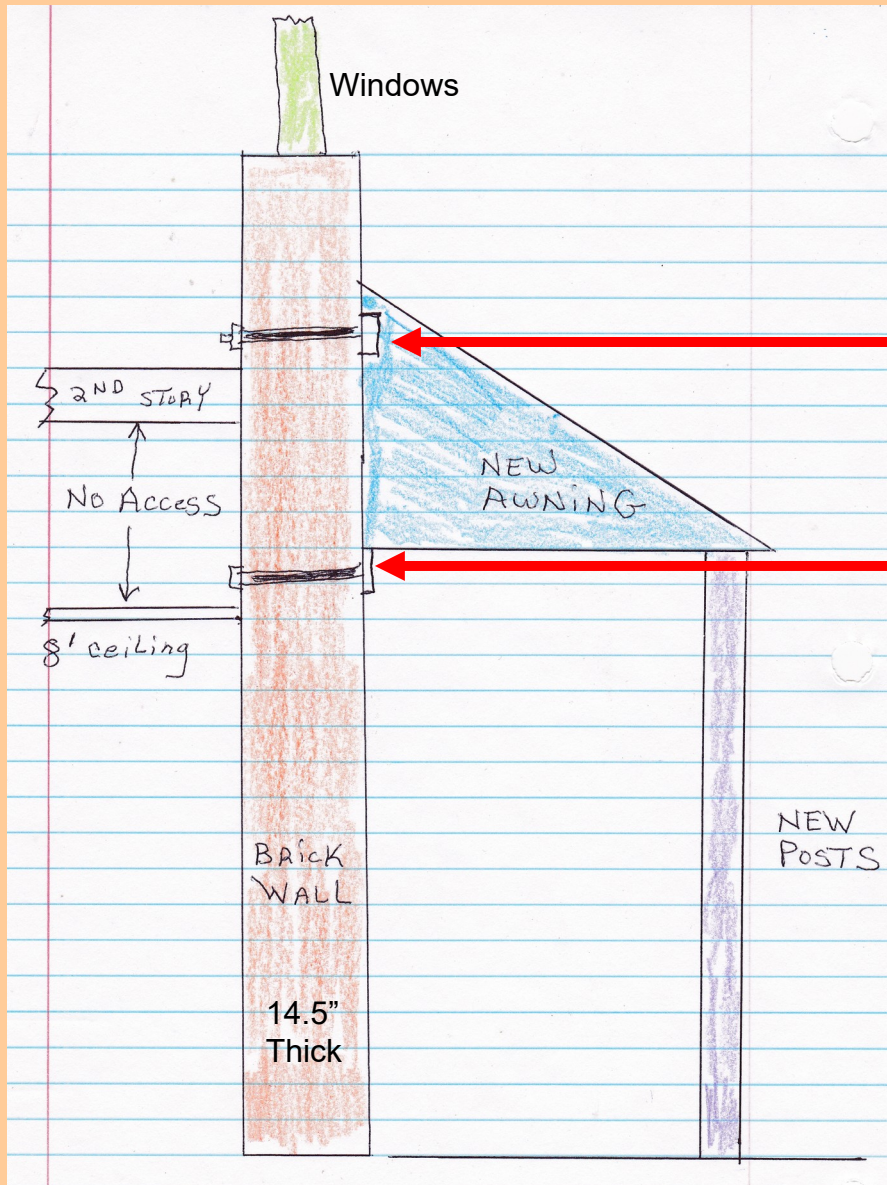 Windows
2ND STORY
No Access
8' ceiling
NEW
AWNING
BRICK
WALL
14.5”
Thick
NEW
POSTS